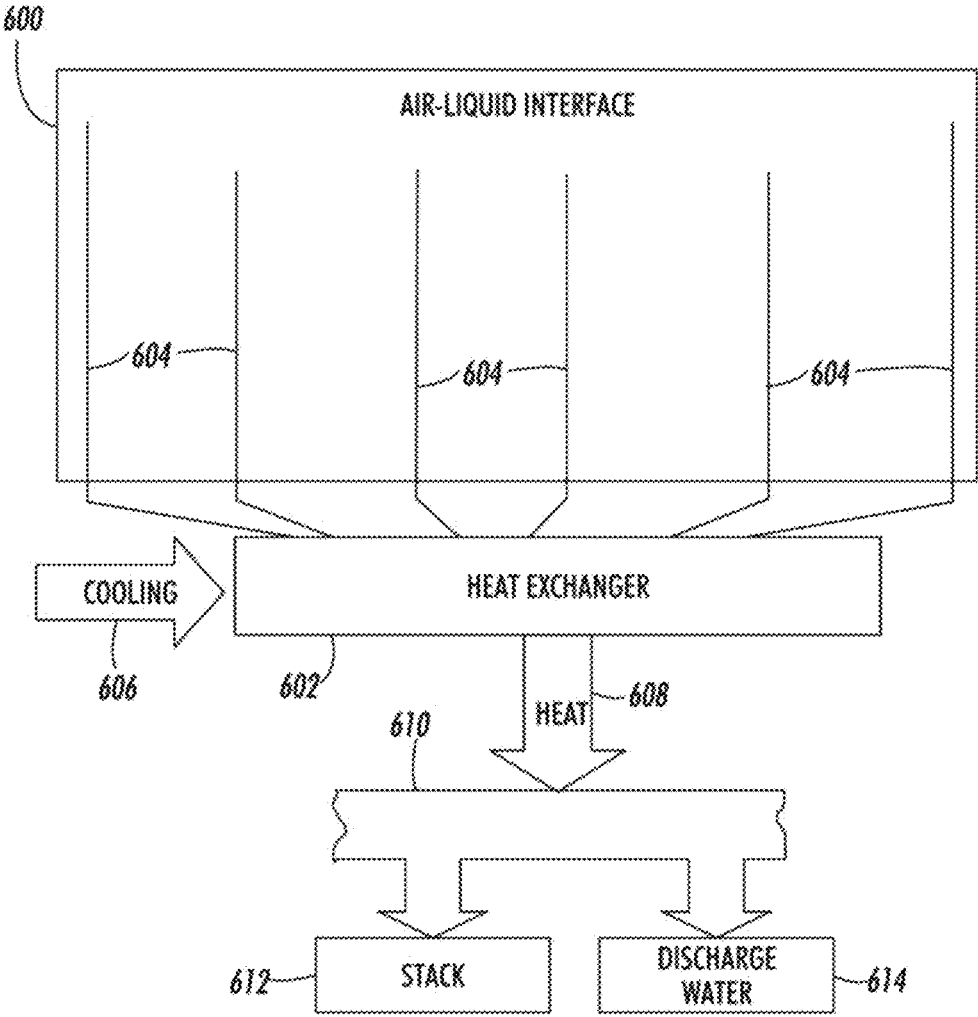 600
AIR-LIQUID INTERFACE
604
604
604
HEAT EXCHANGER
COOLING
606
602
HEAT
608
610
612
STACK
DISCHARGE
WATER
614